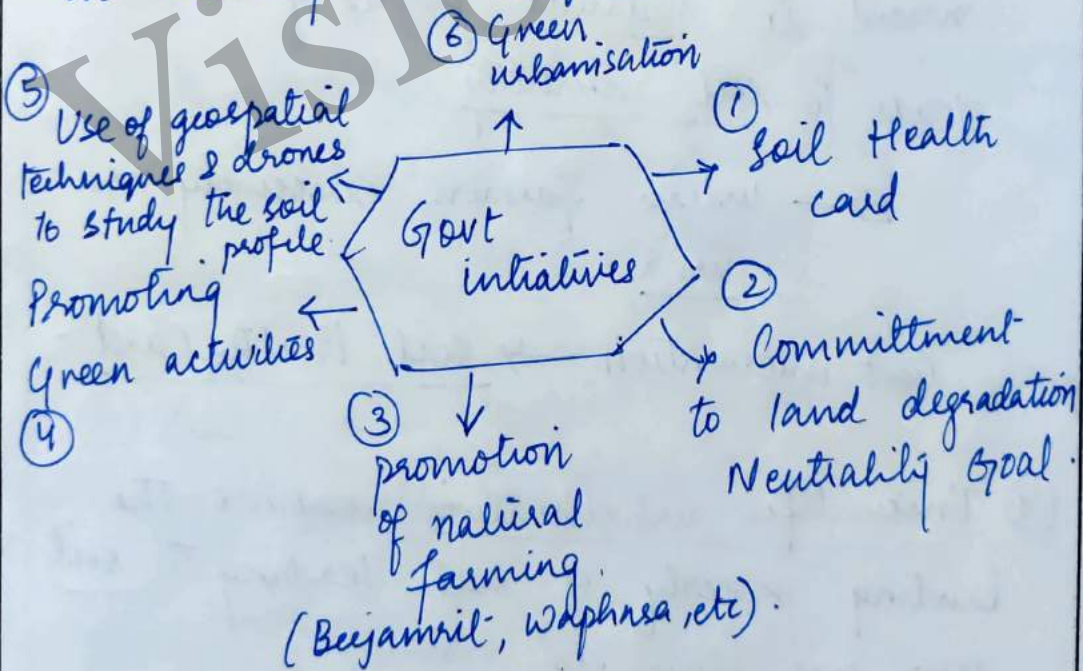 Visio
⑥ Green
urbanisation
① Soil Health
card
② Committment
to land degradation
Neutrality Goal.
③ promotion
of natural
farming.
(Beejamrit, waphasa, etc).
④ Promoting
Green activities
⑤ Use of geospatial
techniques & drones
to study the soil
profile.
Govt
intiatives